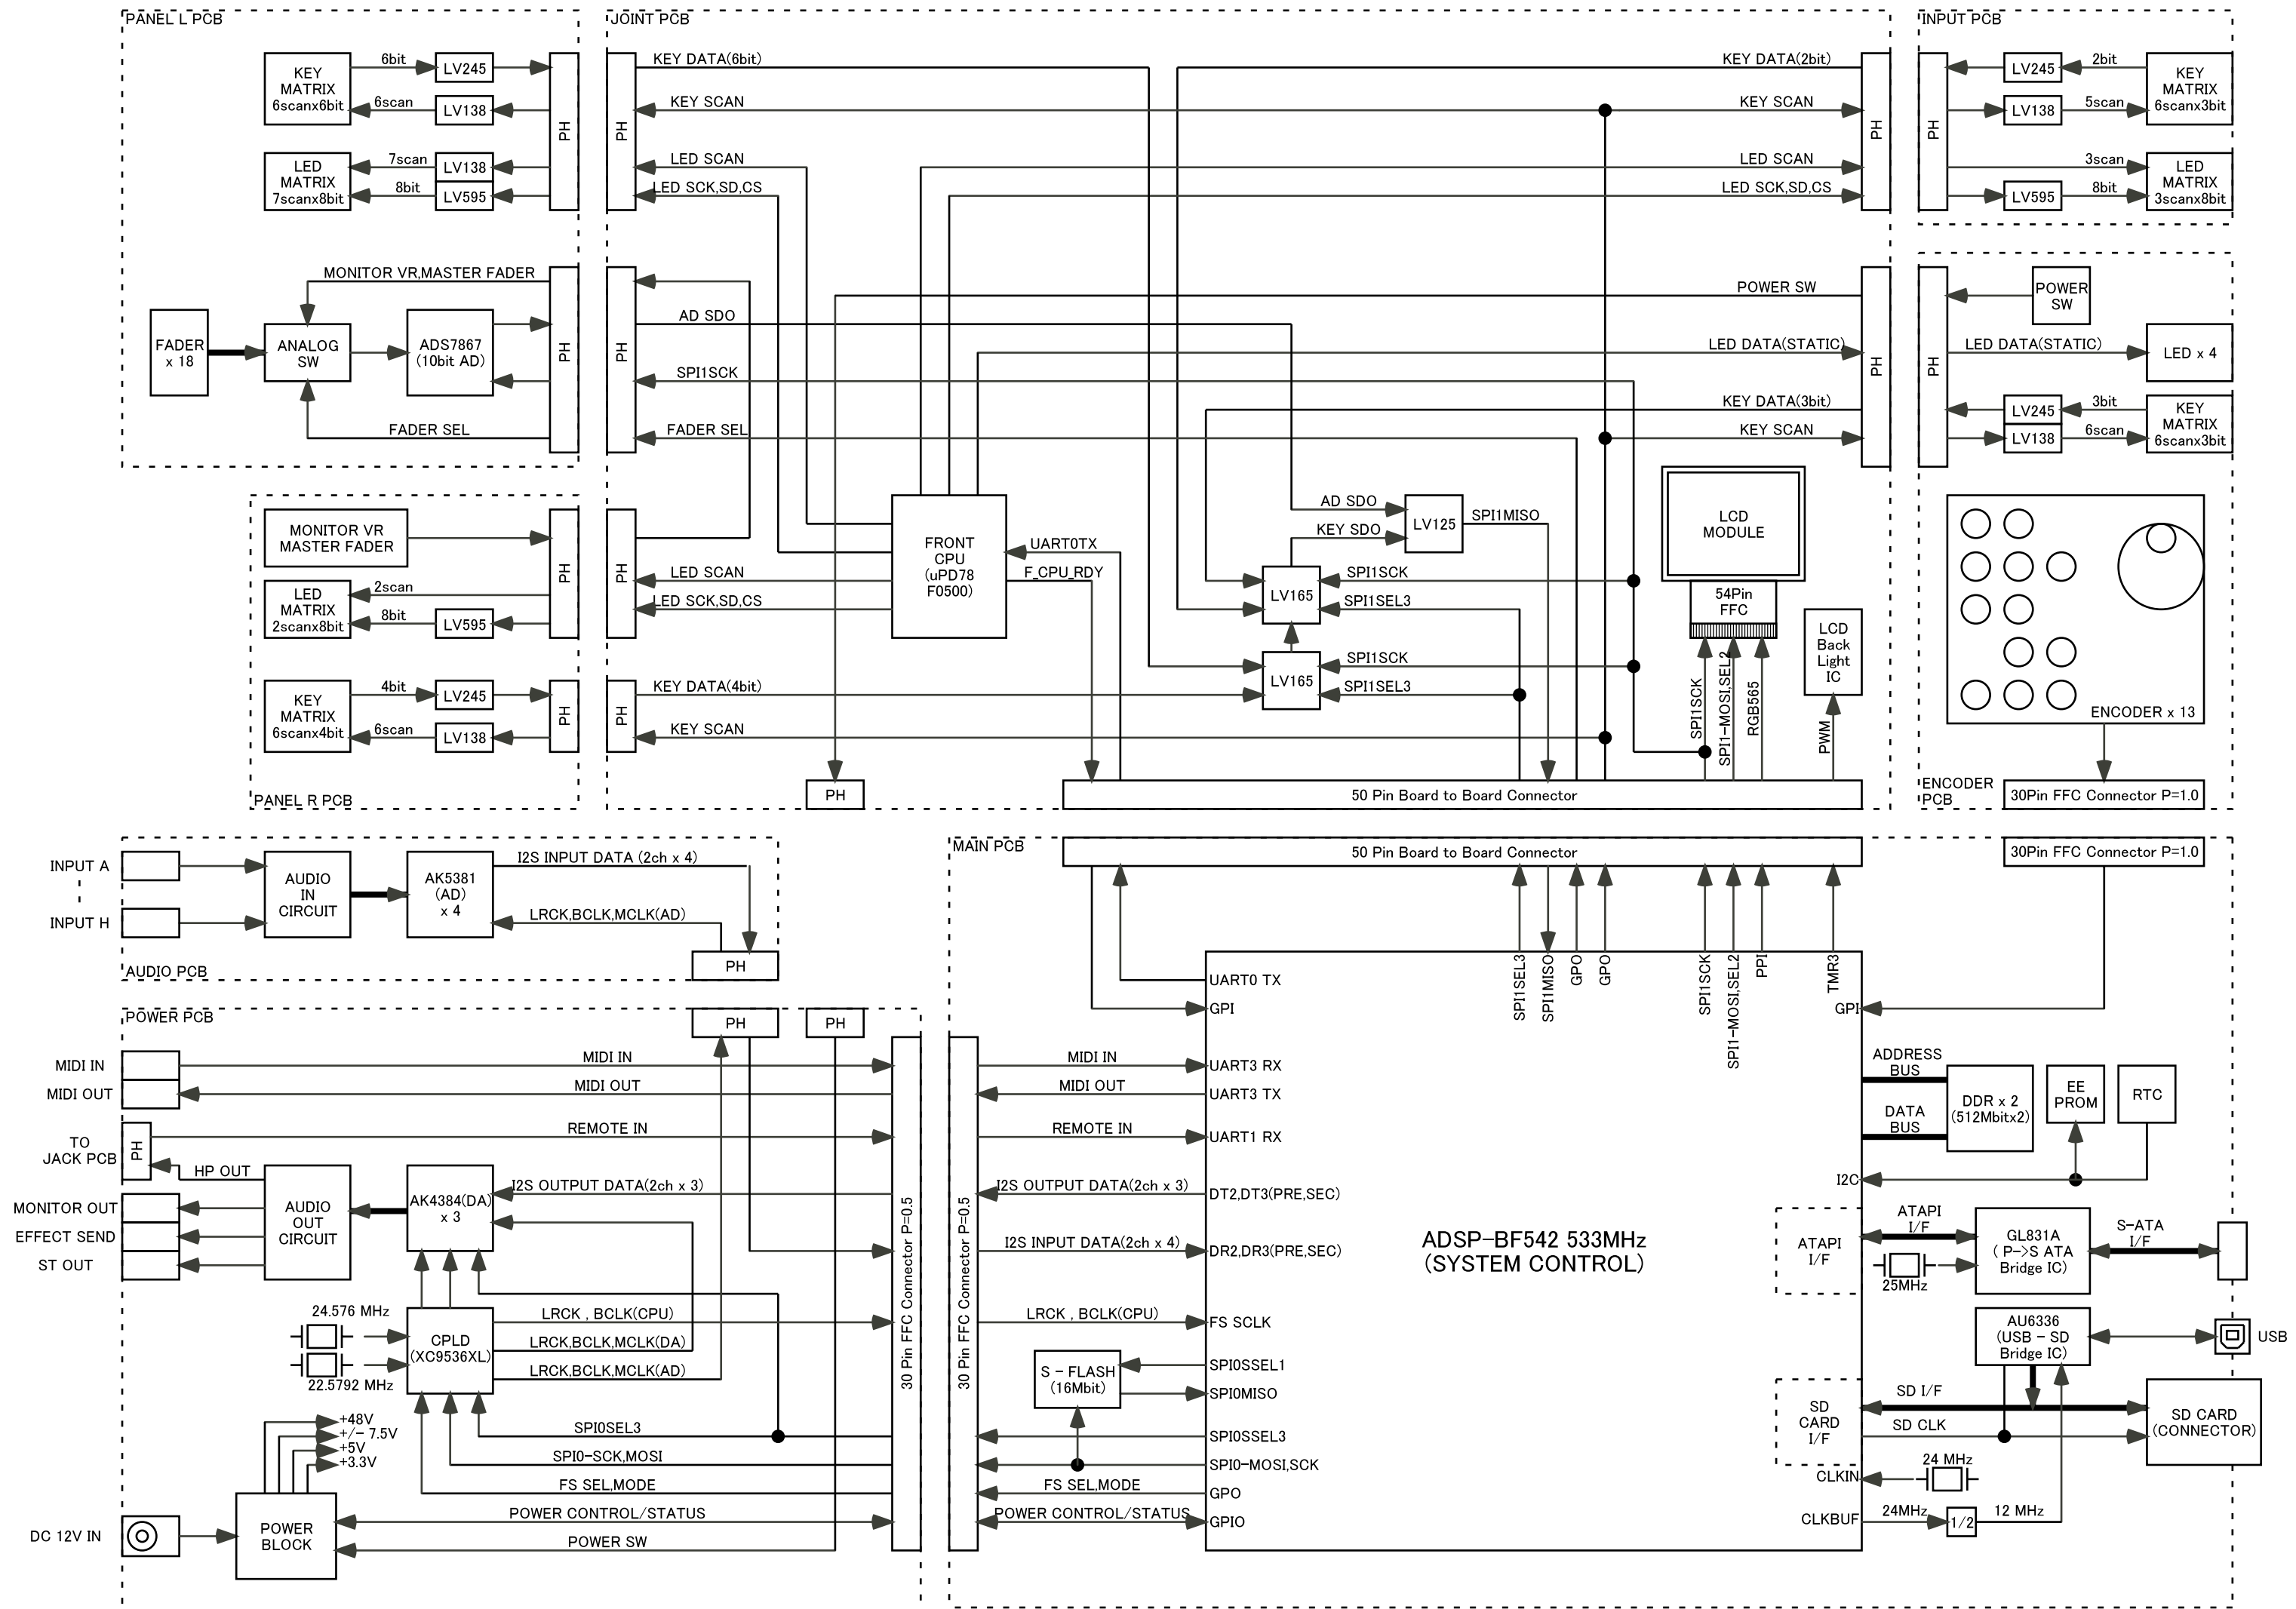 PANEL L PCB
KEY
MATRIX
6scanx6bit
6bit
LV245
6scan
LV138
PH
LED
MATRIX
7scanx8bit
7scan
LV138
8bit
LV595
MONITOR VR,MASTER FADER
FADER
x 18
ANALOG
SW
ADS7867
(10bit AD)
PH
FADER SEL
MONITOR VR
MASTER FADER
PH
LED
MATRIX
2scanx8bit
2scan
8bit
LV595
KEY
MATRIX
6scanx4bit
4bit
LV245
6scan
LV138
PH
PANEL R PCB
JOINT PCB
PH
KEY DATA(6bit)
KEY SCAN
LED SCAN
LED SCK,SD,CS
KEY DATA(2bit)
KEY SCAN
LED SCAN
LED SCK,SD,CS
PH
PH
AD SDO
SPI1SCK
FADER SEL
POWER SW
LED DATA(STATIC)
KEY DATA(3bit)
KEY SCAN
PH
PH
LED SCAN
LED SCK,SD,CS
FRONT
CPU
(uPD78
F0500)
UART0TX
F_CPU_RDY
AD SDO
KEY SDO
LV125
SPI1MISO
LV165
SPI1SCK
SPI1SEL3
LV165
SPI1SCK
SPI1SEL3
PH
KEY DATA(4bit)
KEY SCAN
LCD
MODULE
54Pin
FFC
LCD
Back
Light
IC
SPI1SCK
SPI1-MOSI,SEL2
RGB565
PWM
PH
50 Pin Board to Board Connector
INPUT PCB
PH
LV245
2bit
KEY
MATRIX
6scanx3bit
LV138
5scan
3scan
LED
MATRIX
3scanx8bit
LV595
8bit
PH
POWER
SW
LED DATA(STATIC)
LED x 4
LV245
3bit
KEY
MATRIX
6scanx3bit
LV138
6scan
ENCODER x 13
ENCODER
PCB
30Pin FFC Connector P=1.0
INPUT A
INPUT H
AUDIO
IN
CIRCUIT
AK5381
(AD)
x 4
I2S INPUT DATA (2ch x 4)
LRCK,BCLK,MCLK(AD)
PH
AUDIO PCB
POWER PCB
PH
PH
MIDI IN
MIDI IN
MIDI OUT
MIDI OUT
REMOTE IN
TO
JACK PCB
PH
HP OUT
MONITOR OUT
EFFECT SEND
ST OUT
AUDIO
OUT
CIRCUIT
AK4384(DA)
x 3
I2S OUTPUT DATA(2ch x 3)
24.576 MHz
22.5792 MHz
CPLD
(XC9536XL)
LRCK , BCLK(CPU)
LRCK,BCLK,MCLK(DA)
LRCK,BCLK,MCLK(AD)
SPI0SEL3
SPI0-SCK,MOSI
FS SEL,MODE
POWER CONTROL/STATUS
POWER SW
+48V
+/- 7.5V
+5V
+3.3V
DC 12V IN
POWER
BLOCK
30 Pin FFC Connector P=0.5
MAIN PCB
50 Pin Board to Board Connector
30Pin FFC Connector P=1.0
30 Pin FFC Connector P=0.5
MIDI IN
MIDI OUT
REMOTE IN
I2S OUTPUT DATA(2ch x 3)
I2S INPUT DATA(2ch x 4)
LRCK , BCLK(CPU)
S - FLASH
(16Mbit)
FS SEL,MODE
POWER CONTROL/STATUS
UART0 TX
GPI
UART3 RX
UART3 TX
UART1 RX
DT2,DT3(PRE,SEC)
DR2,DR3(PRE,SEC)
FS SCLK
SPI0SSEL1
SPI0MISO
SPI0SSEL3
SPI0-MOSI,SCK
GPO
GPIO
SPI1SEL3
SPI1MISO
GPO
GPO
SPI1SCK
SPI1-MOSI,SEL2
PPI
TMR3
ADSP-BF542 533MHz
(SYSTEM CONTROL)
GPI
ADDRESS
BUS
DATA
BUS
DDR x 2
(512Mbitx2)
EE
PROM
RTC
I2C
ATAPI
I/F
ATAPI
I/F
25MHz
GL831A
( P->S ATA
Bridge IC)
S-ATA
I/F
AU6336
(USB - SD
Bridge IC)
USB
SD
CARD
I/F
SD I/F
SD CLK
SD CARD
(CONNECTOR)
CLKIN
24 MHz
CLKBUF
24MHz
1/2
12 MHz